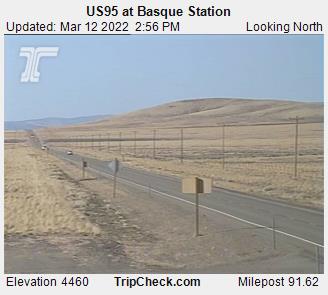 US95 at Basque Station
Updated: Mar 12 2022 2:56 PM Looking North
Elevation 4460 TripCheck.com Milepost 91.62